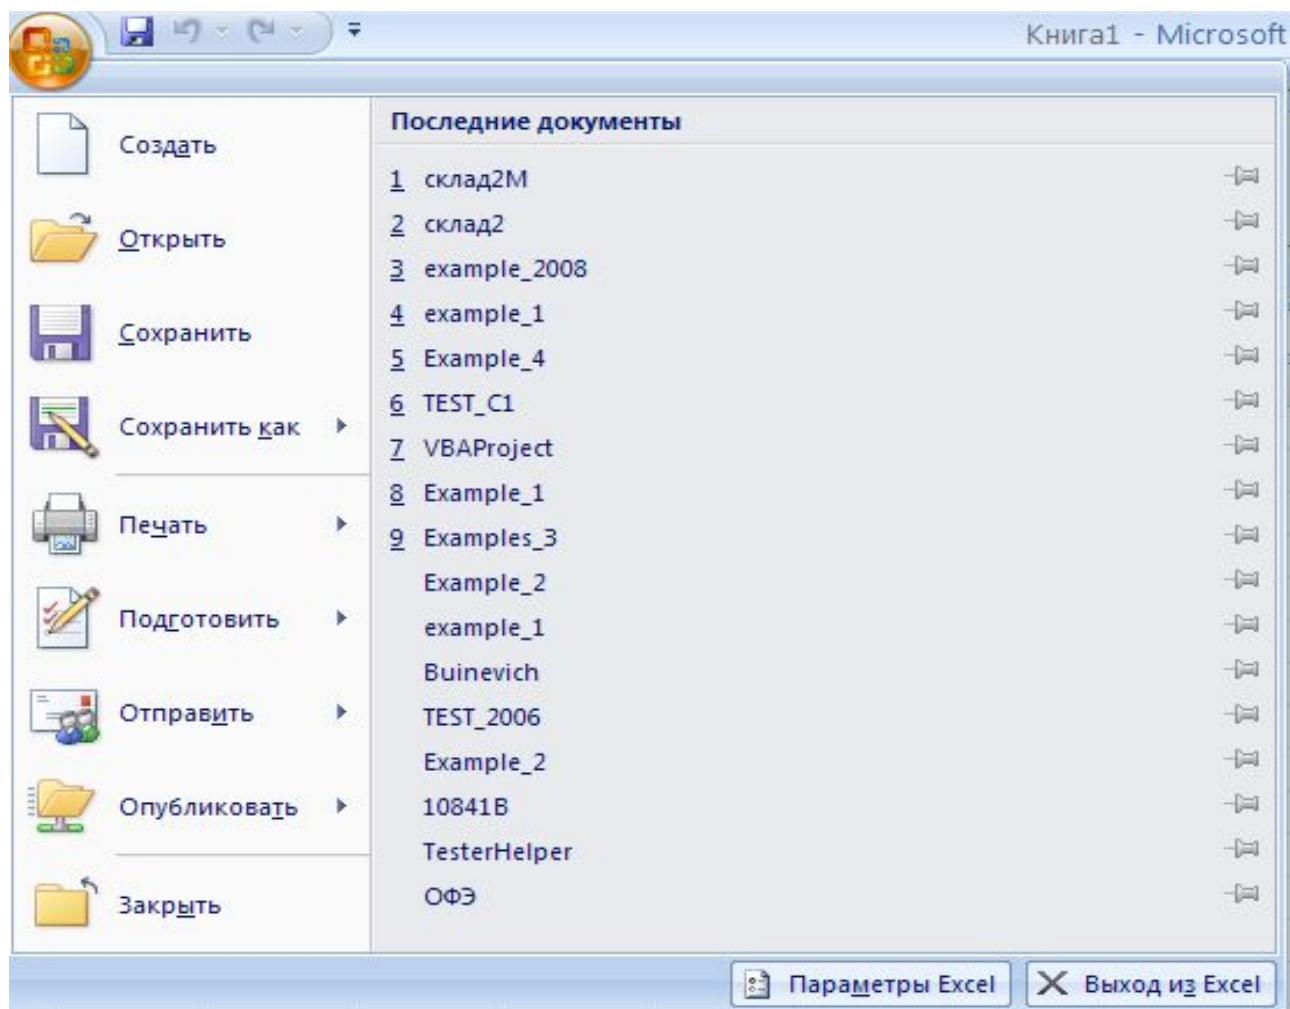 Книга1 - Microsoft
Создать
Открыть
Сохранить
Сохранить как
Печать
Подготовить
Отправить
Опубликовать
Закрыть
Последние документы
1 склад2М
2 склад2
3 example_2008
4 example_1
5 Example_4
6 TEST_C1
7 VBAProject
8 Example_1
9 Examples_3
Example_2
example_1
Buinevich
TEST_2006
Example_2
10841B
TesterHelper
ОФЭ
Параметры Excel
Выход из Excel